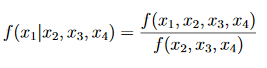 f(x₁|x₂, x₃, x₄) = f(x₁, x₂, x₃, x₄) / f(x₂, x₃, x₄)